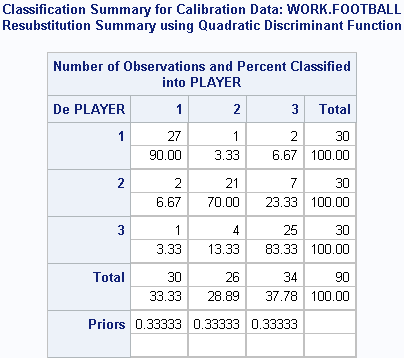 Classification Summary for Calibration Data: WORK.FOOTBALL
Resubstitution Summary using Quadratic Discriminant Function
Number of Observations and Percent Classified
into PLAYER
De PLAYER 1 2 3 Total
1 27 1 2 30
90.00 3.33 6.67 100.00
2 2 21 7 30
6.67 70.00 23.33 100.00
3 1 4 25 30
3.33 13.33 83.33 100.00
Total 30 26 34 90
33.33 28.89 37.78 100.00
Priors 0.33333 0.33333 0.33333